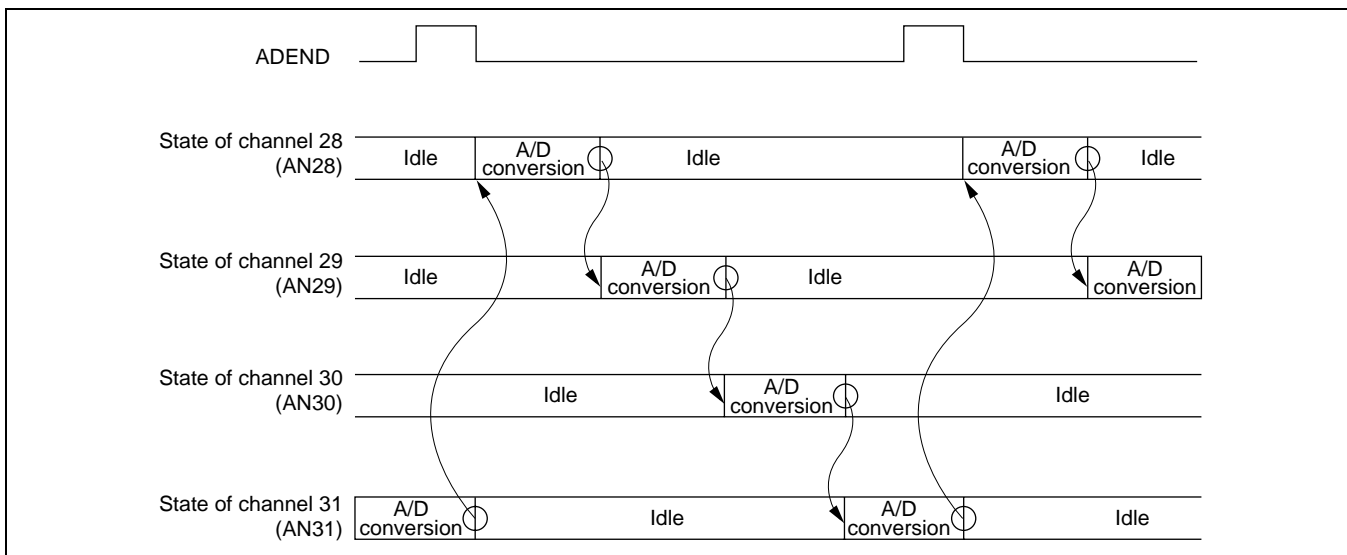 ADEND
State of channel 28
(AN28)
Idle
A/D
conversion
Idle
A/D
conversion
Idle
State of channel 29
(AN29)
Idle
A/D
conversion
Idle
A/D
conversion
State of channel 30
(AN30)
Idle
A/D
conversion
Idle
State of channel 31
(AN31)
A/D
conversion
Idle
A/D
conversion
Idle